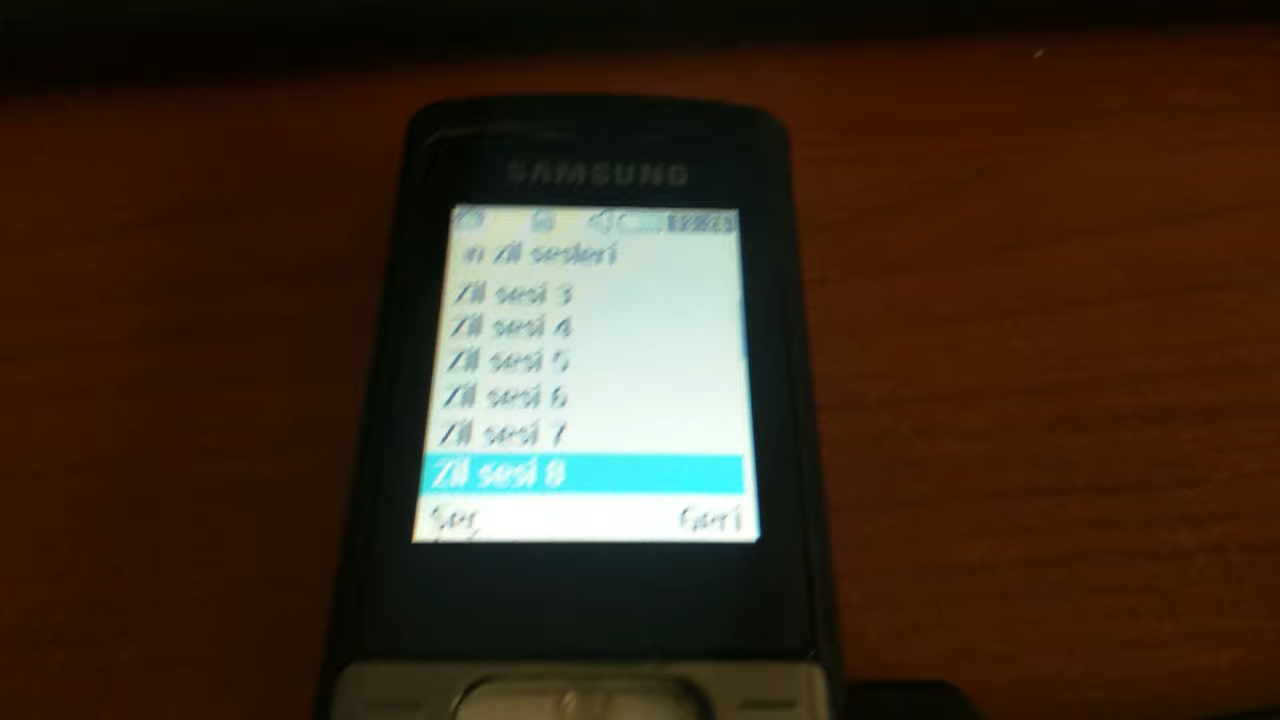 SAMSUNG
Zil sesleri
Zil sesi 3
Zil sesi 4
Zil sesi 5
Zil sesi 6
Zil sesi 7
Zil sesi 8
Seç Geri